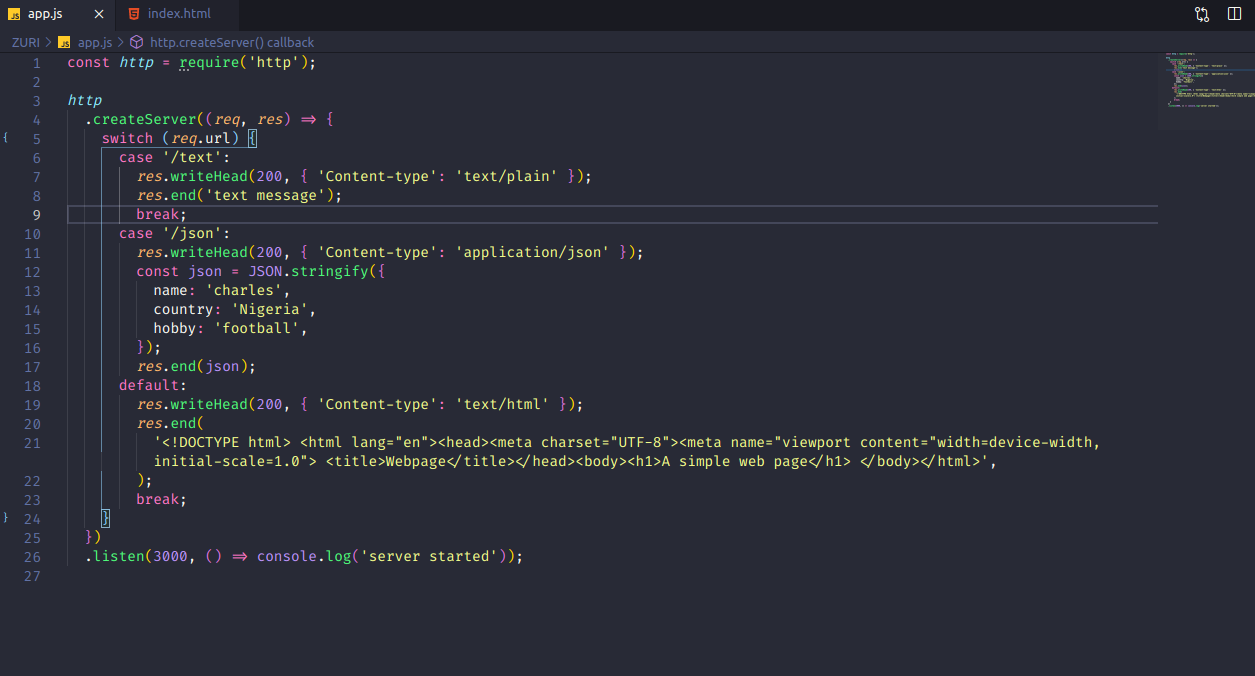 app.js
index.html
ZURI > app.js > http.createServer() callback
1 const http = require('http');
2
3 http
4 .createServer((req, res) => {
5 switch (req.url) {
6 case '/text':
7 res.writeHead(200, { 'Content-type': 'text/plain' });
8 res.end('text message');
9 break;
10 case '/json':
11 res.writeHead(200, { 'Content-type': 'application/json' });
12 const json = JSON.stringify({
13 name: 'charles',
14 country: 'Nigeria',
15 hobby: 'football',
16 });
17 res.end(json);
18 default:
19 res.writeHead(200, { 'Content-type': 'text/html' });
20 res.end(
21 '<!DOCTYPE html> <html lang="en"><head><meta charset="UTF-8"><meta name="viewport content="width=device-width,
initial-scale=1.0"> <title>Webpage</title></head><body><h1>A simple web page</h1> </body></html>',
22 );
23 break;
24 }
25 })
26 .listen(3000, () => console.log('server started'));
27